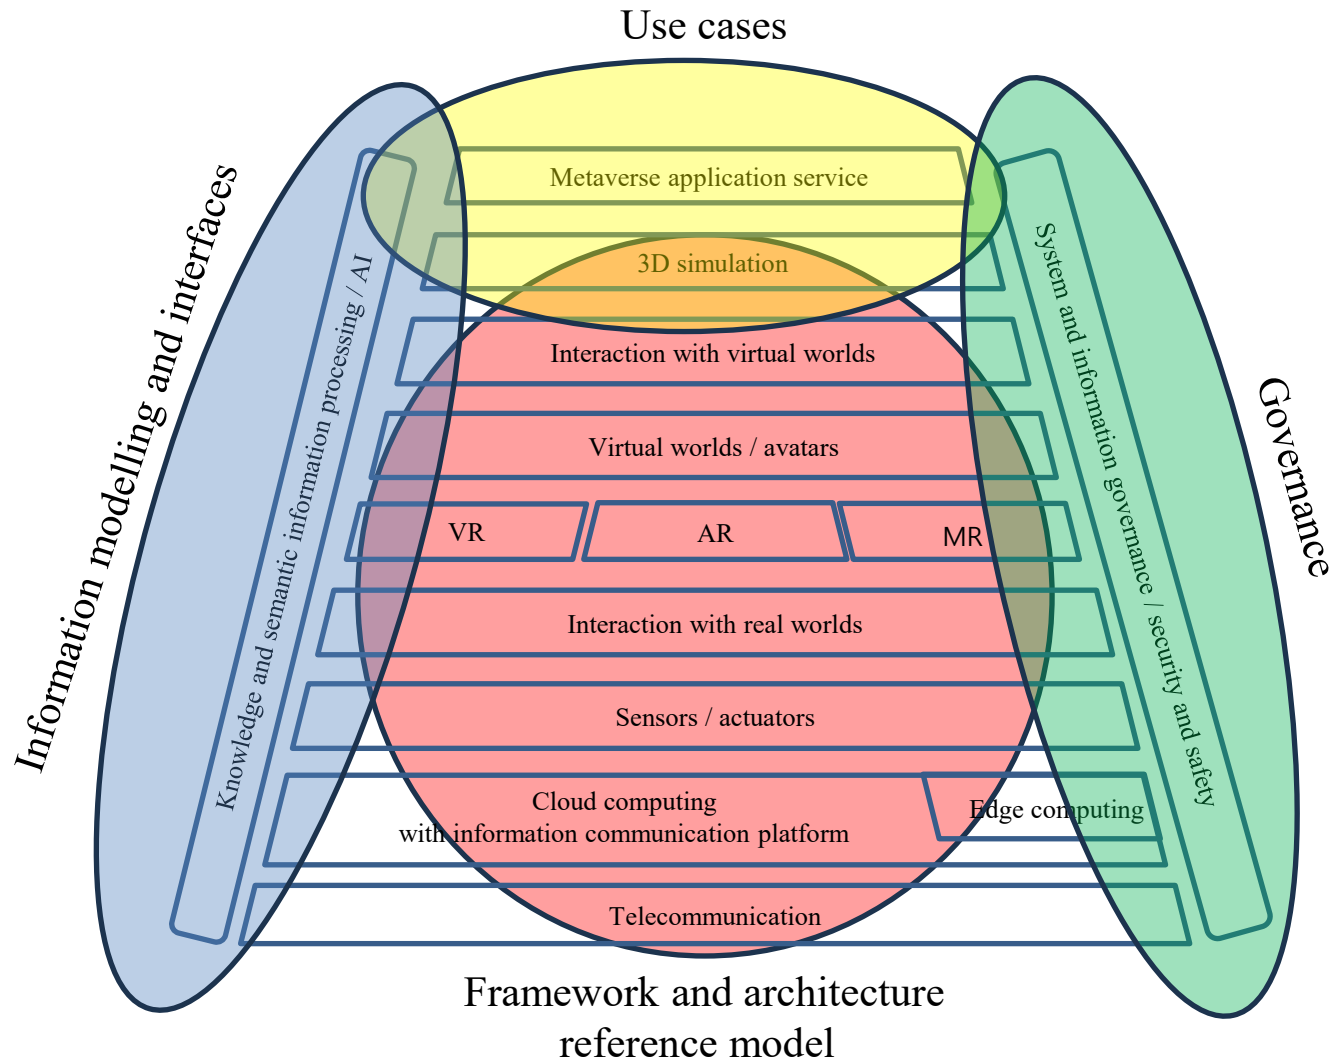 Use cases
Information modelling and interfaces
Knowledge and semantic information processing / AI
Metaverse application service
3D simulation
Interaction with virtual worlds
Virtual worlds / avatars
VR
AR
MR
Interaction with real worlds
Sensors / actuators
Cloud computing
with information communication platform
Edge computing
Telecommunication
System and information governance / security and safety
Governance
Framework and architecture
reference model